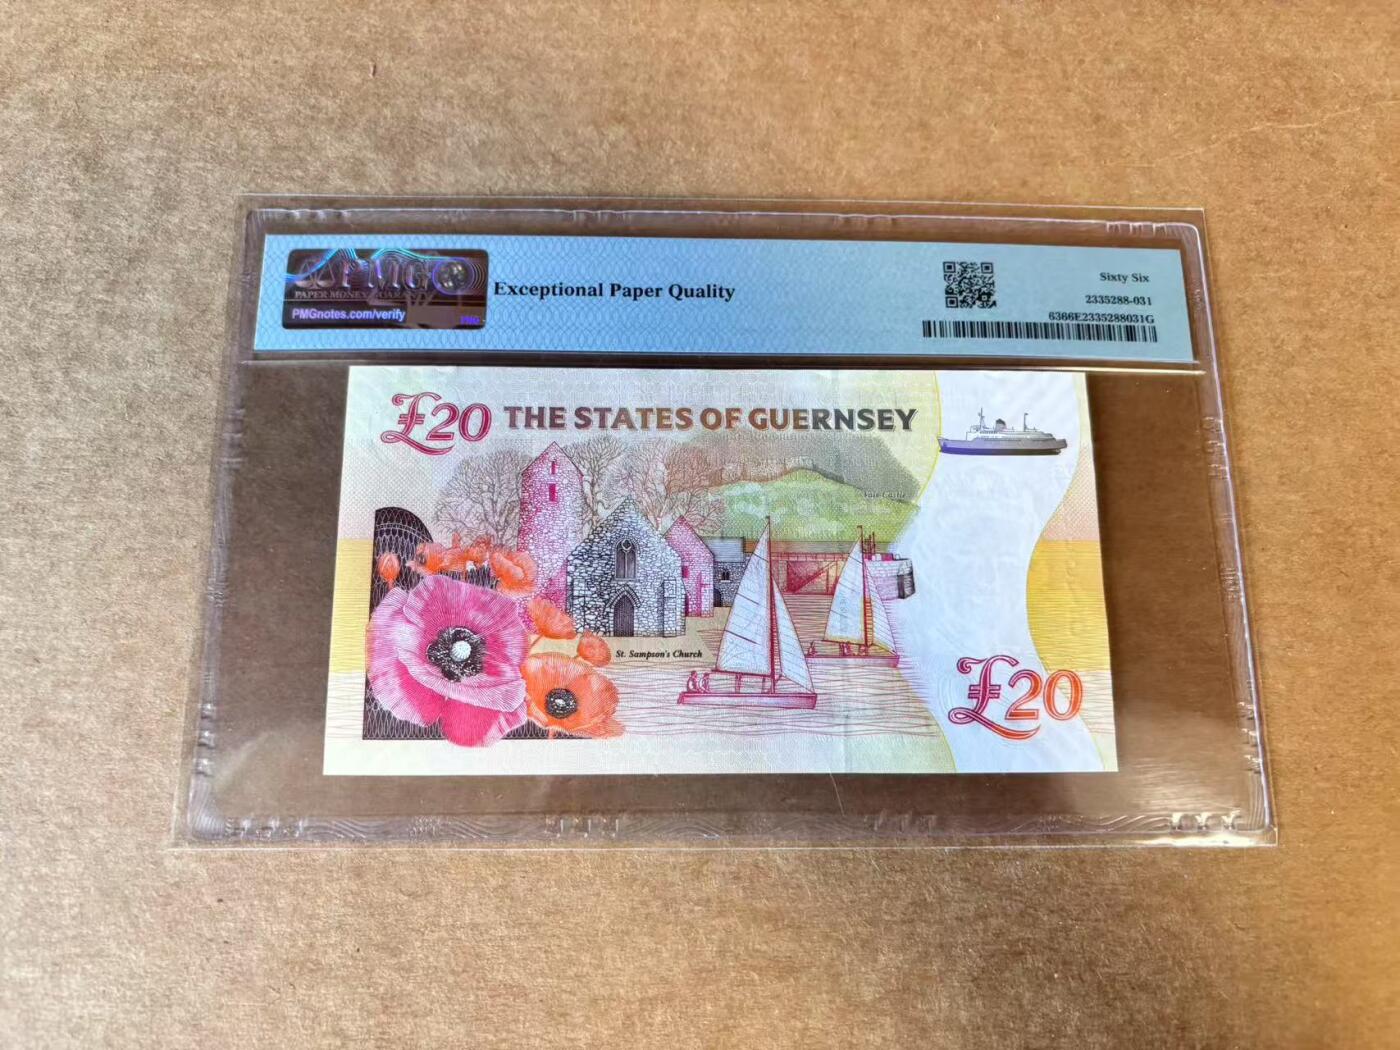 PMG
PAPER MONEY GUARANTY
PMGnotes.com/verify
PMG
Exceptional Paper Quality
Sixty Six
2335288-031
6366E2335288031G
£20 THE STATES OF GUERNSEY
Vale Castle
St. Sampson's Church
£20